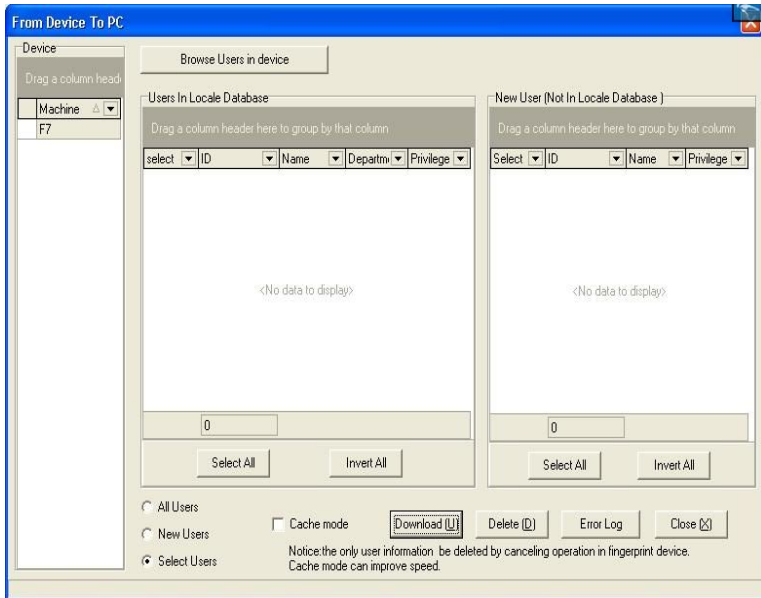 From Device To PC
Device
Drag a column head
Machine
F7
Browse Users in device
Users In Locale Database
Drag a column header here to group by that column
select ID Name Departm Privilege
<No data to display>
0
Select All Invert All
New User (Not In Locale Database )
Drag a column header here to group by that column
Select ID Name Privilege
<No data to display>
0
Select All Invert All
All Users
New Users
Select Users
Cache mode
Download (U) Delete (D) Error Log Close (X)
Notice:the only user information be deleted by canceling operation in fingerprint device.
Cache mode can improve speed.